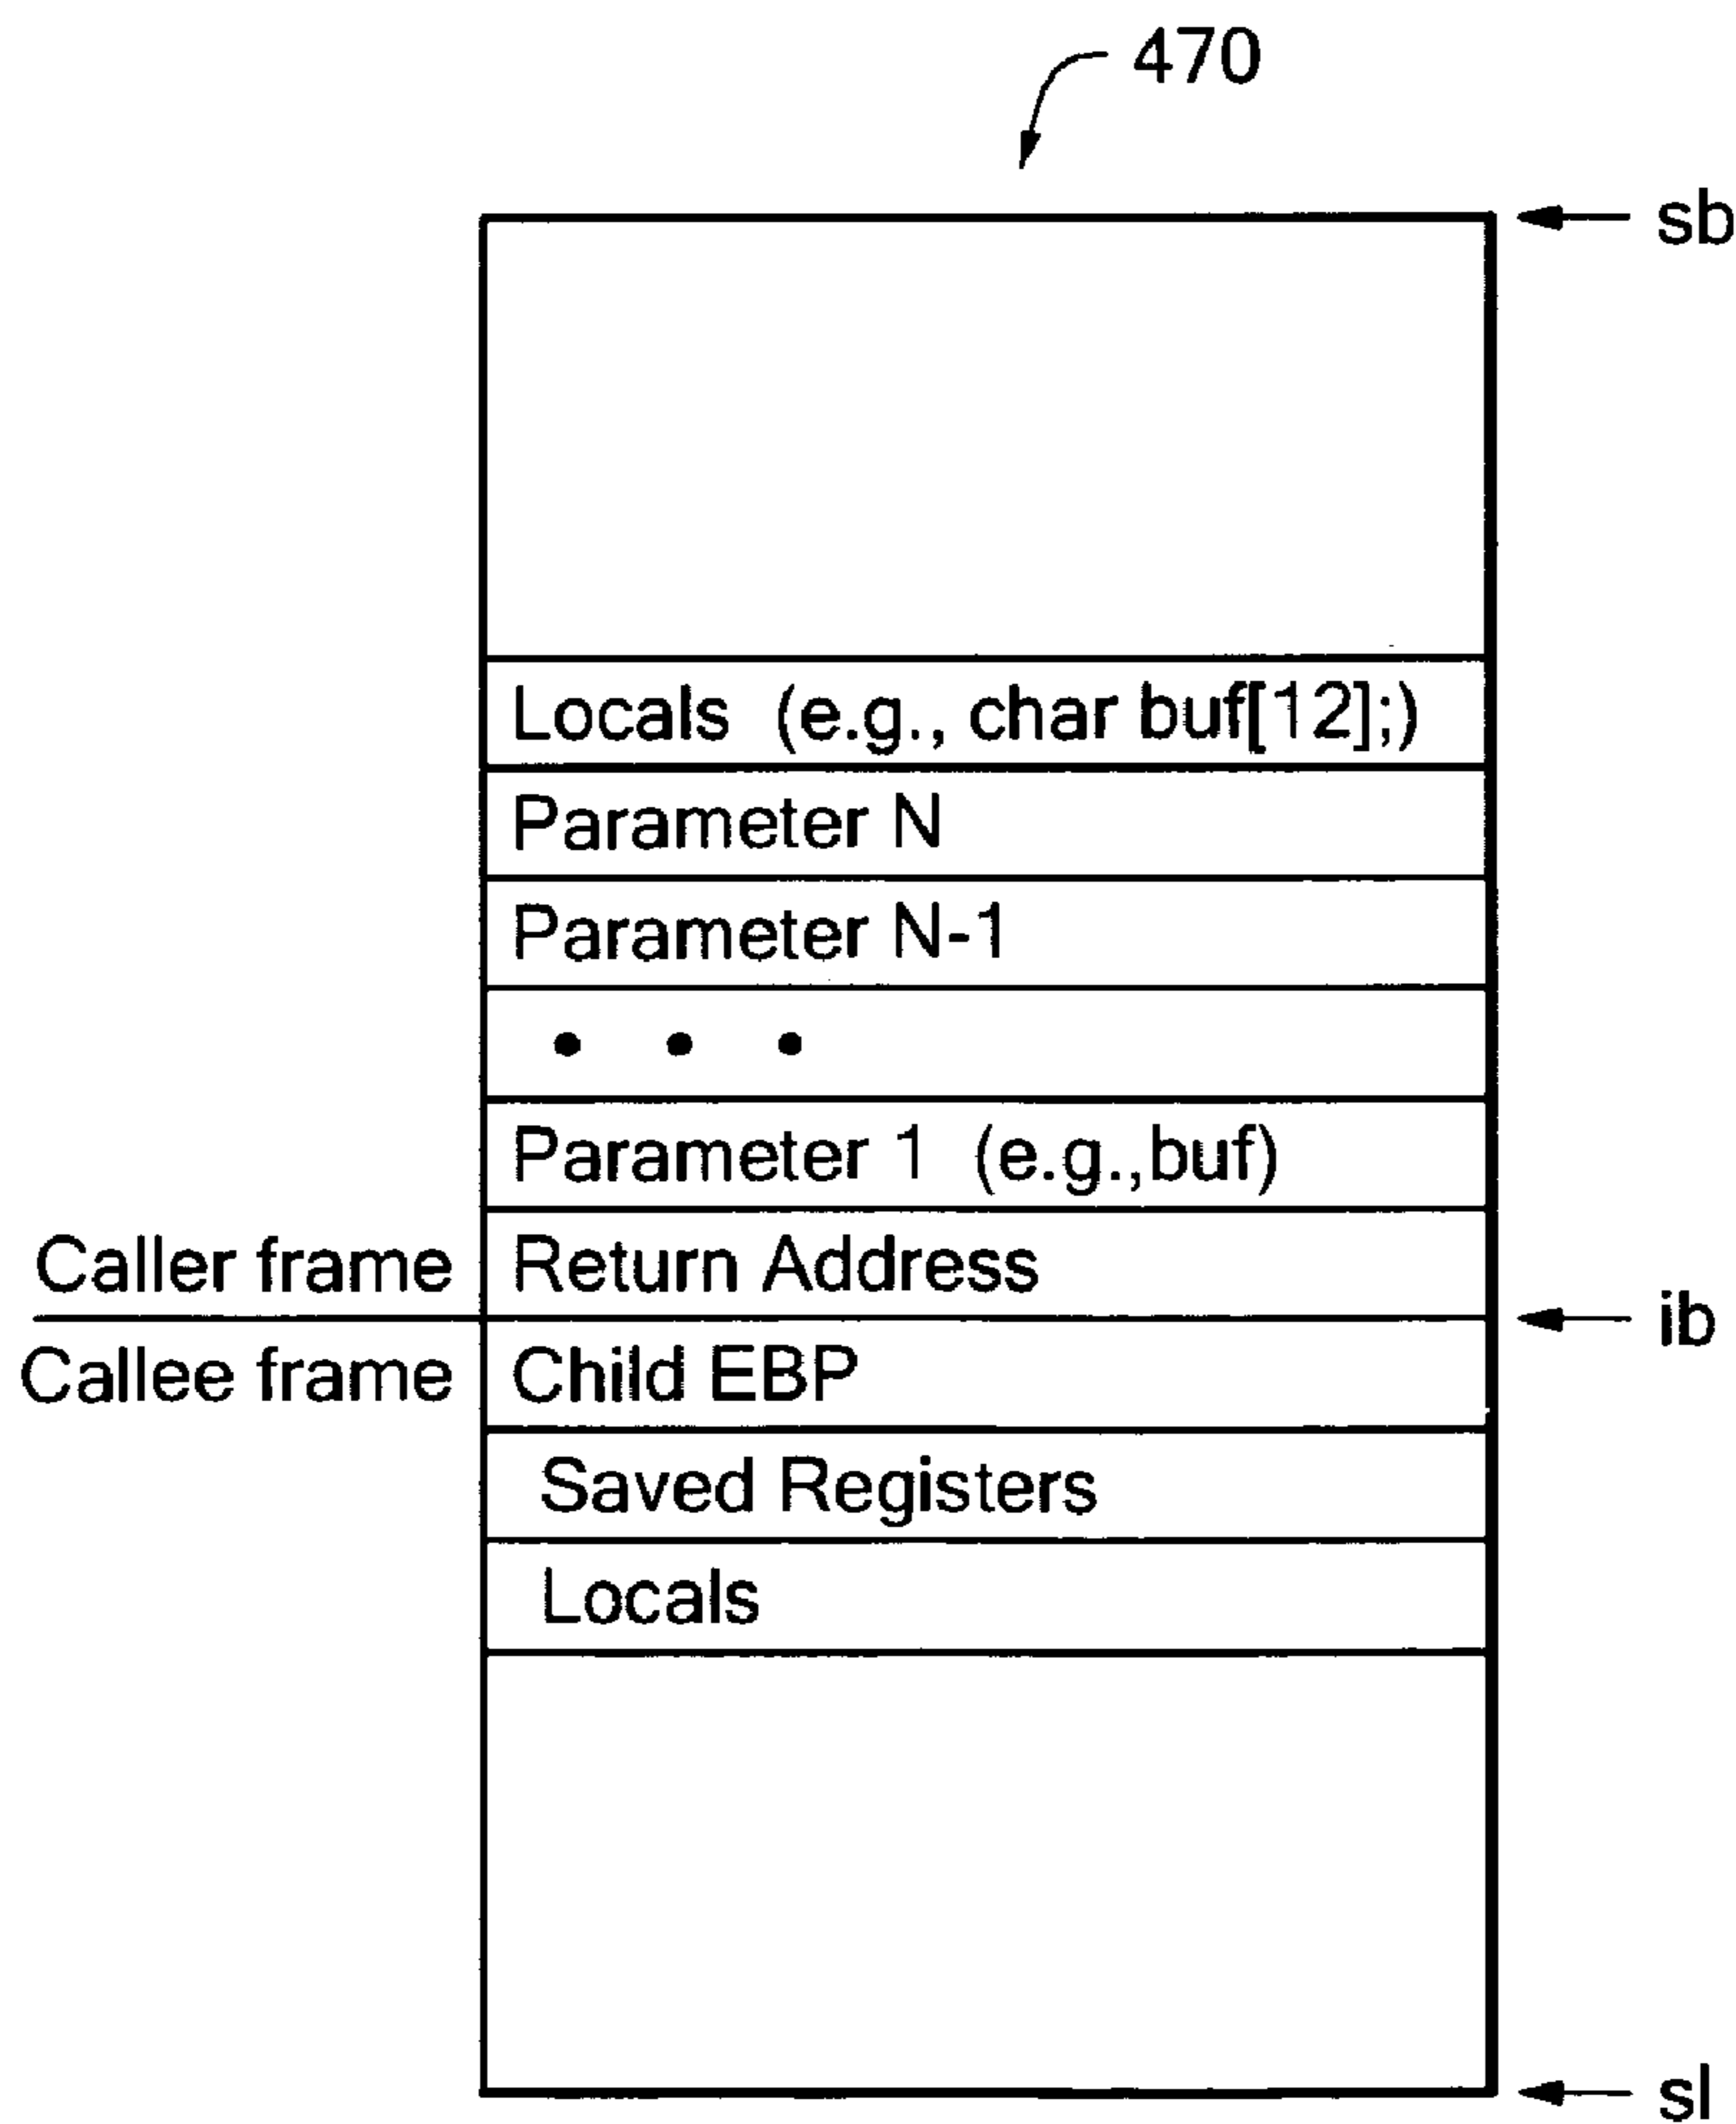 470
sb
Locals (e.g., char buf[12];)
Parameter N
Parameter N-1
• • •
Parameter 1 (e.g.,buf)
Caller frame
Return Address
ib
Callee frame
Child EBP
Saved Registers
Locals
sl